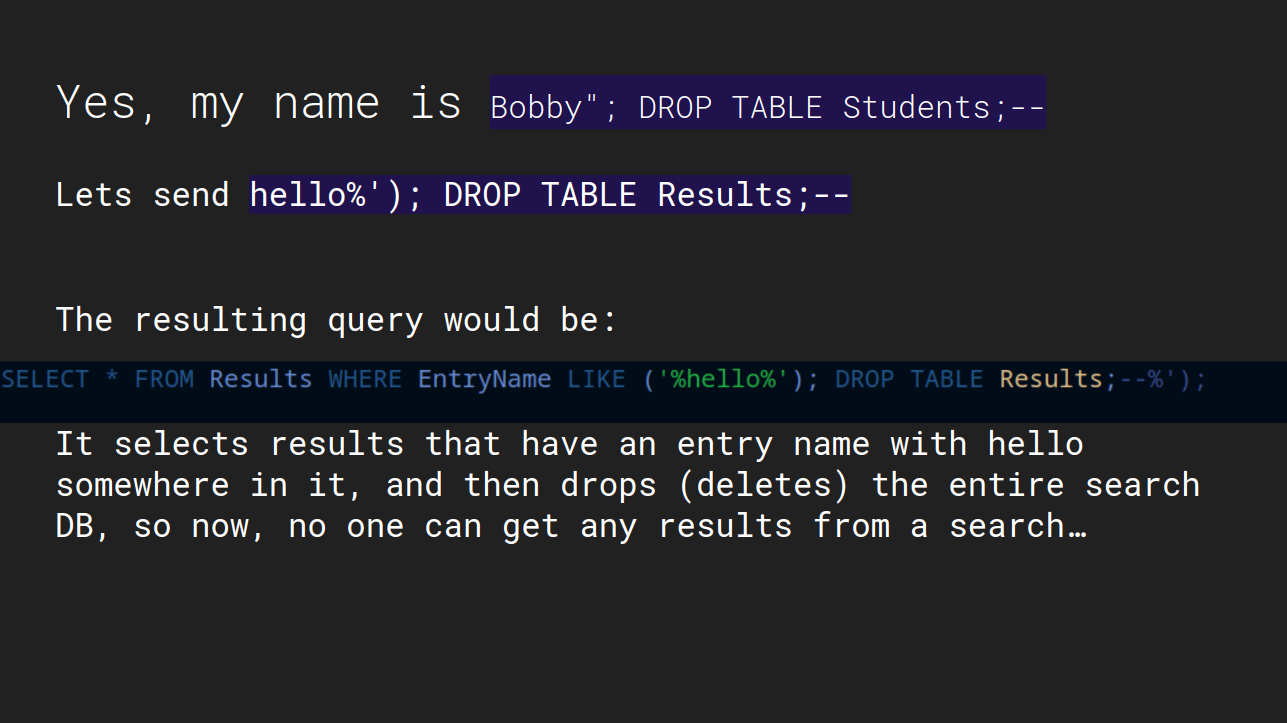 Yes, my name is Bobby"; DROP TABLE Students;--
Lets send hello%'); DROP TABLE Results;--
The resulting query would be:
SELECT * FROM Results WHERE EntryName LIKE ('%hello%'); DROP TABLE Results;--%');
It selects results that have an entry name with hello
somewhere in it, and then drops (deletes) the entire search
DB, so now, no one can get any results from a search…